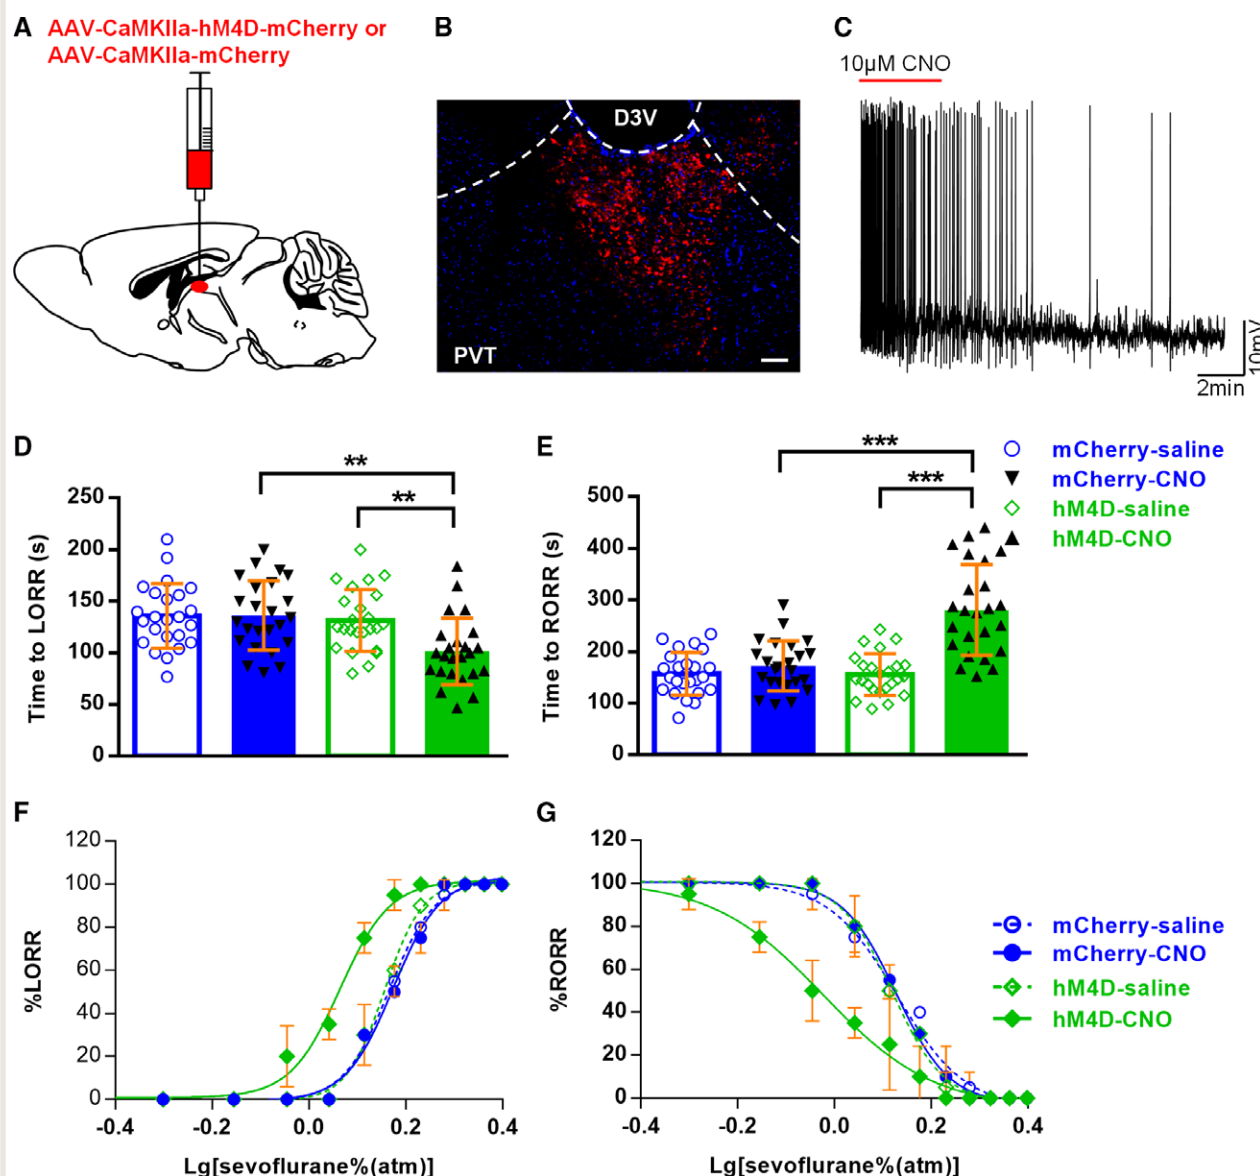 A
AAV-CaMKIIa-hM4D-mCherry or
AAV-CaMKIIa-mCherry
B
D3V
PVT
C
10µM CNO
10mV
2min
D
**
**
Time to LORR (s)
250
200
150
100
50
0
E
***
***
Time to RORR (s)
500
400
300
200
100
0
mCherry-saline
mCherry-CNO
hM4D-saline
hM4D-CNO
F
%LORR
120
100
80
60
40
20
0
-0.4 -0.2 0.0 0.2 0.4
Lg[sevoflurane%(atm)]
G
%RORR
120
100
80
60
40
20
0
-0.4 -0.2 0.0 0.2 0.4
Lg[sevoflurane%(atm)]
mCherry-saline
mCherry-CNO
hM4D-saline
hM4D-CNO